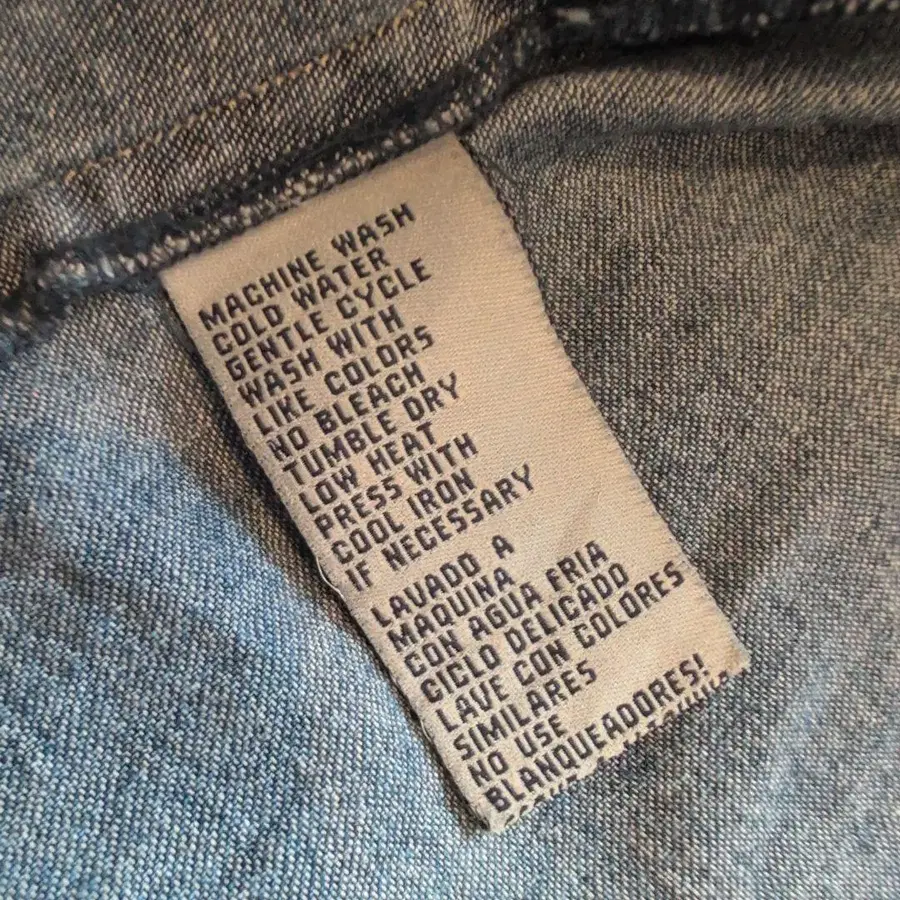 MACHINE WASH
COLD WATER
GENTLE CYCLE
WASH WITH
LIKE COLORS
NO BLEACH
TUMBLE DRY
LOW HEAT
PRESS WITH
COOL IRON
IF NECESSARY
LAVADO A
MAQUINA
CON AGUA FRIA
CICLO DELICADO
LAVE CON COLORES
SIMILARES
NO USE
BLANQUEADORES!